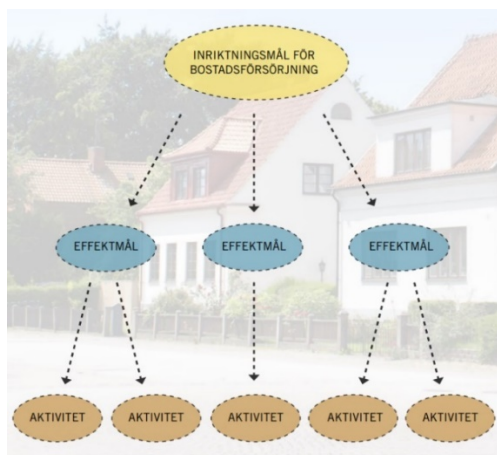 INRIKTNINGSMÅL FÖR
BOSTADSFÖRSÖRJNING
EFFEKTMÅL
EFFEKTMÅL
EFFEKTMÅL
AKTIVITET
AKTIVITET
AKTIVITET
AKTIVITET
AKTIVITET